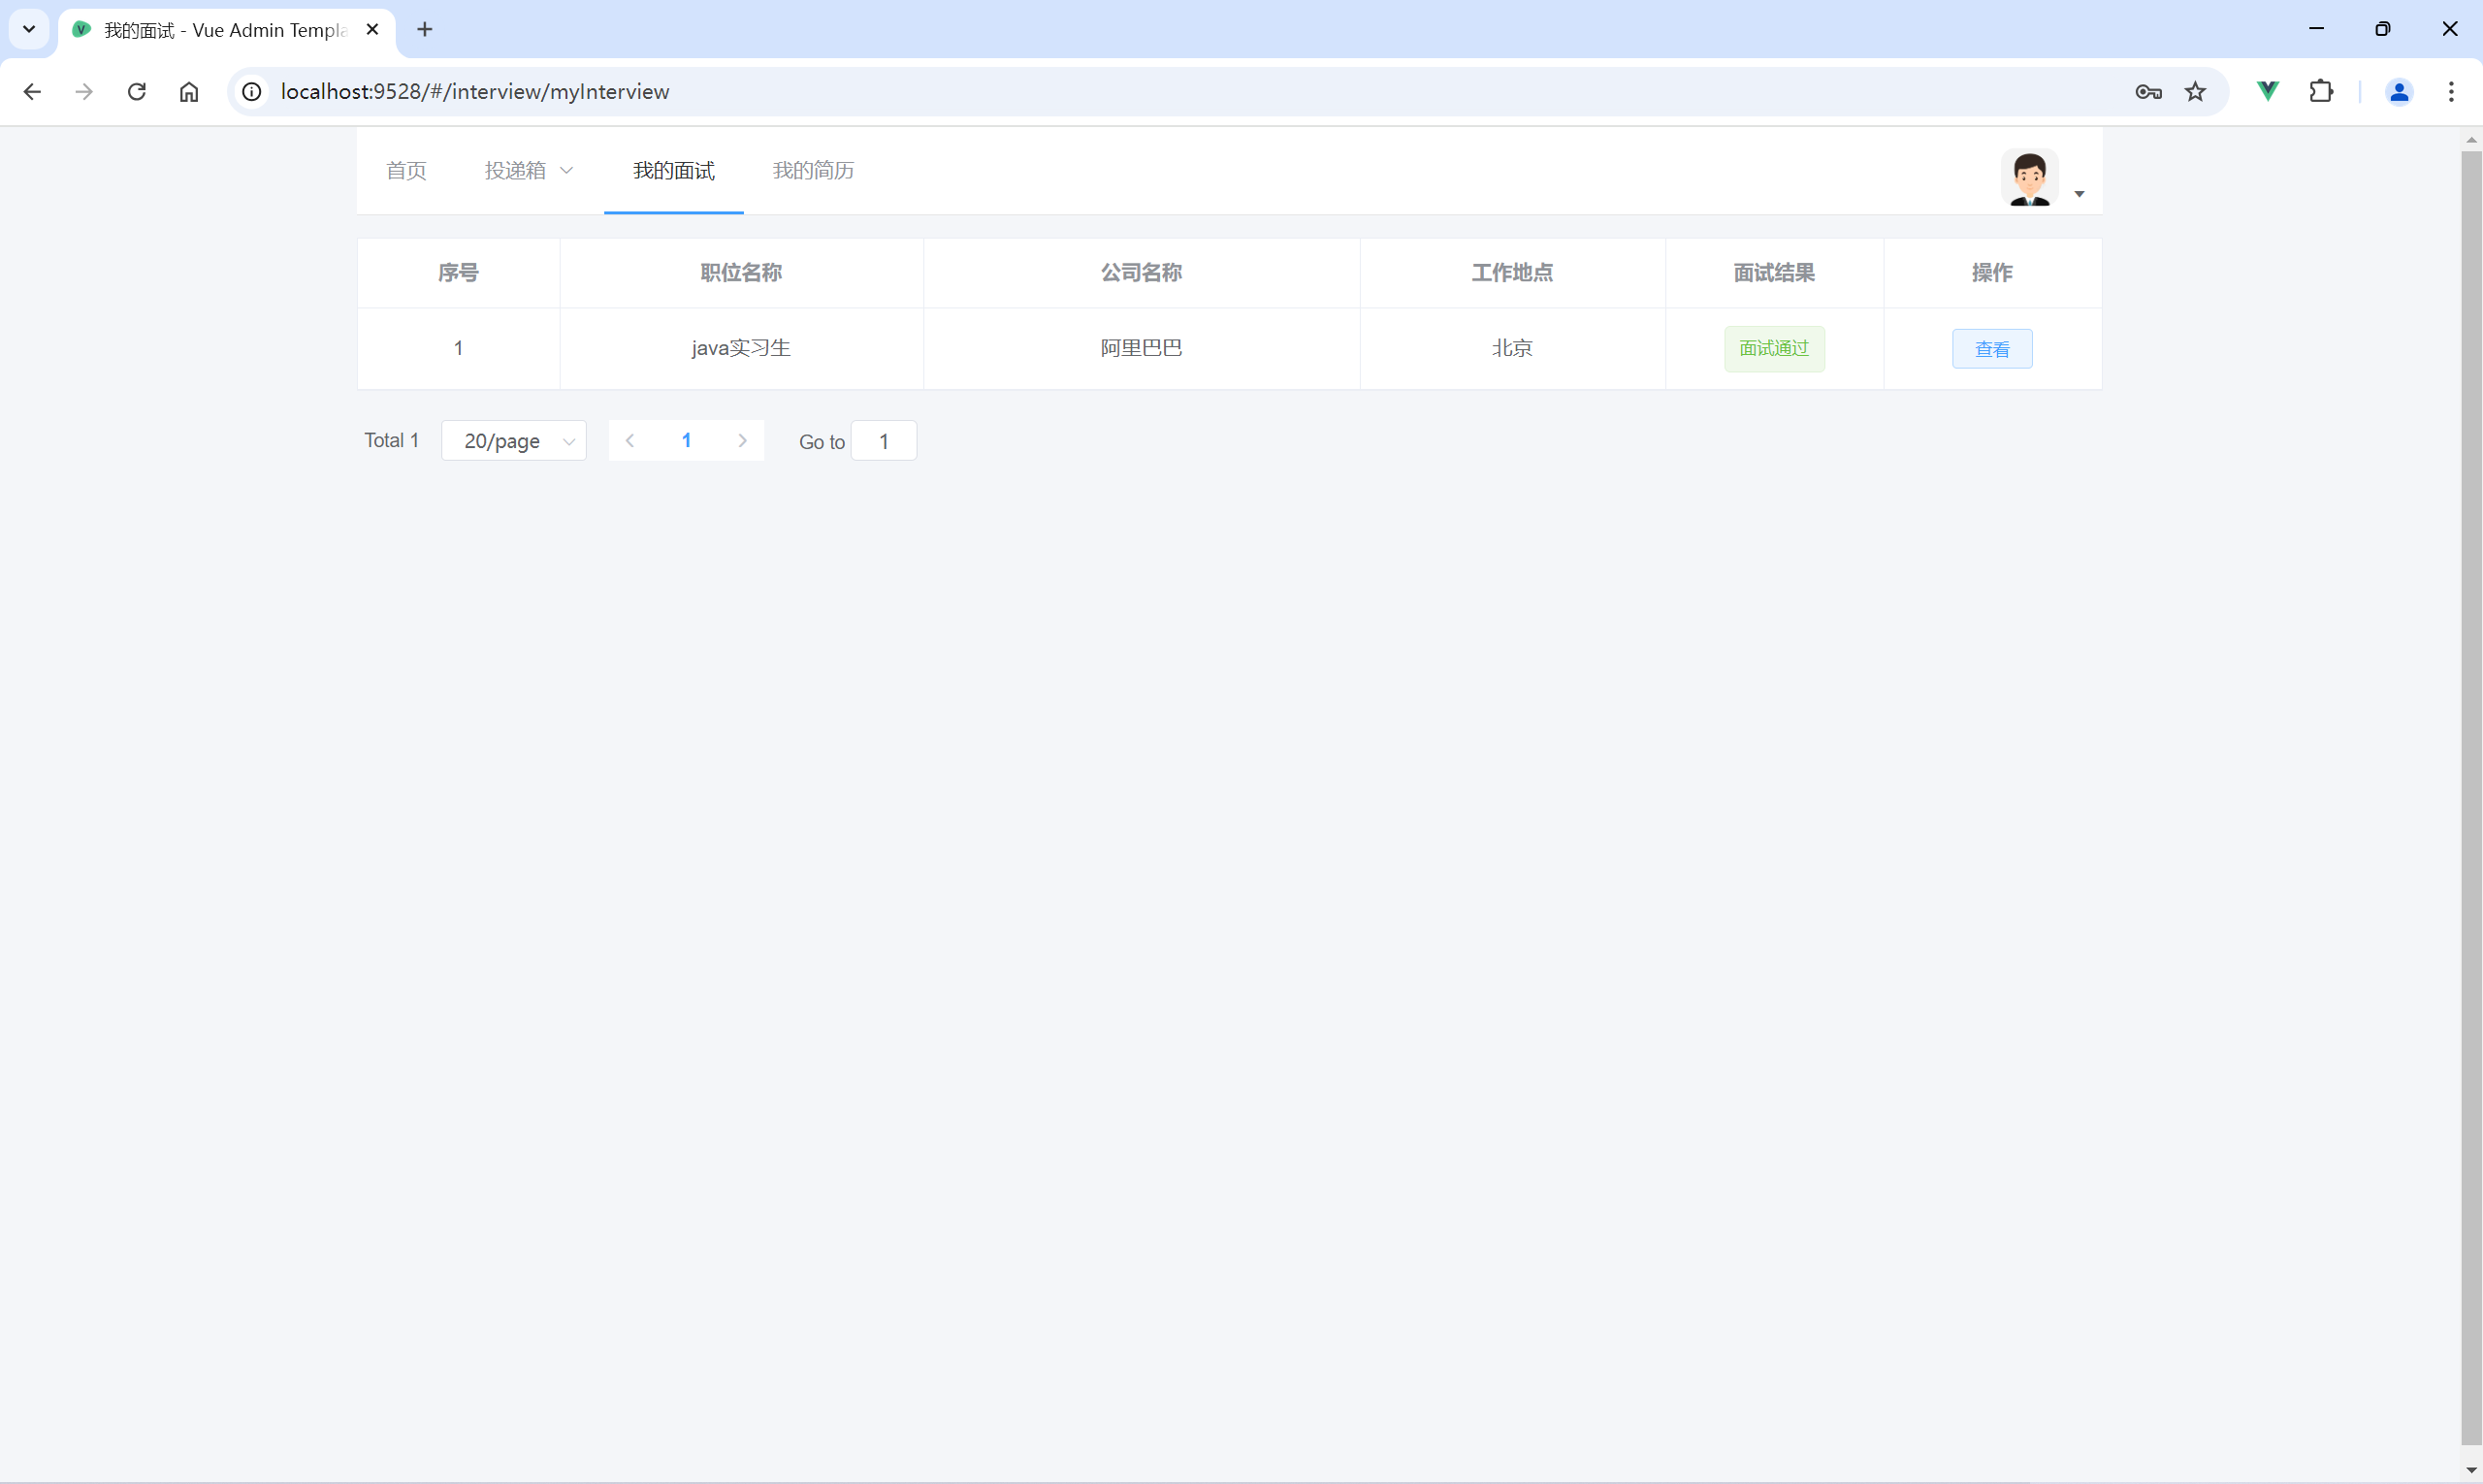 我的面试 - Vue Admin Templa
localhost:9528/#/interview/myInterview
首页 投递箱 我的面试 我的简历
序号 职位名称 公司名称 工作地点 面试结果 操作
1 java实习生 阿里巴巴 北京 面试通过 查看
Total 1 20/page 1 Go to 1